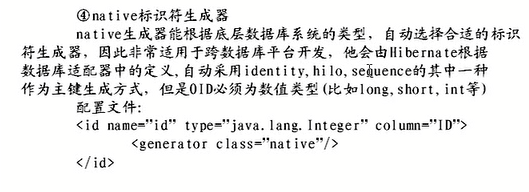 ④native标识符生成器
native生成器能根据底层数据库系统的类型，自动选择合适的标识
符生成器，因此非常适用于跨数据库平台开发，他会由Hibernate根据
数据库适配器中的定义,自动采用identity,hilo,sequence的其中一种
作为主键生成方式，但是OID必须为数值类型(比如long,short,int等)
配置文件:
<id name="id" type="java.lang.Integer" column="ID">
<generator class="native"/>
</id>